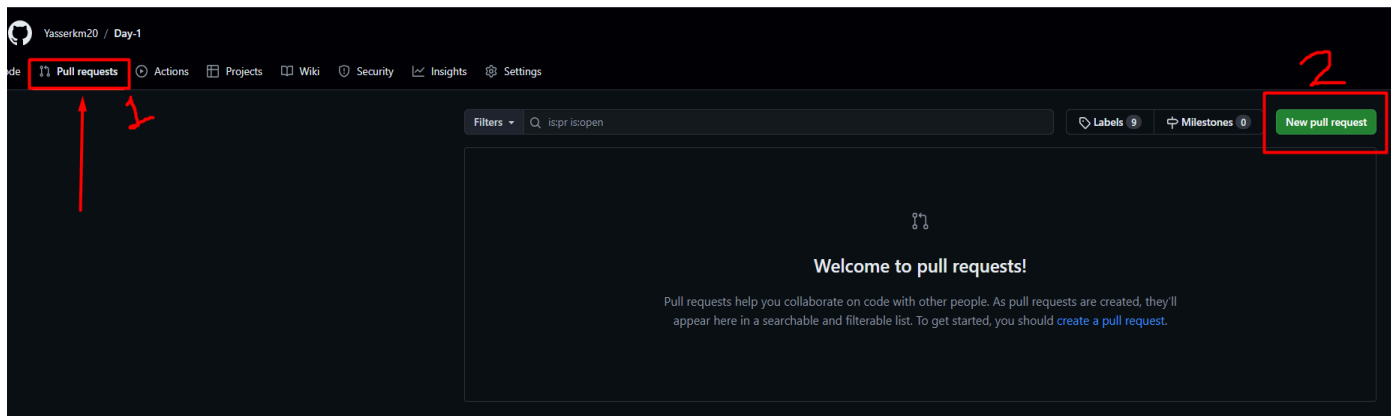 Yasserkm20 / Day-1
ode Pull requests Actions Projects Wiki Security Insights Settings
1
2
Filters is:pr is:open Labels 9 Milestones 0 New pull request
Welcome to pull requests!
Pull requests help you collaborate on code with other people. As pull requests are created, they'll
appear here in a searchable and filterable list. To get started, you should create a pull request.